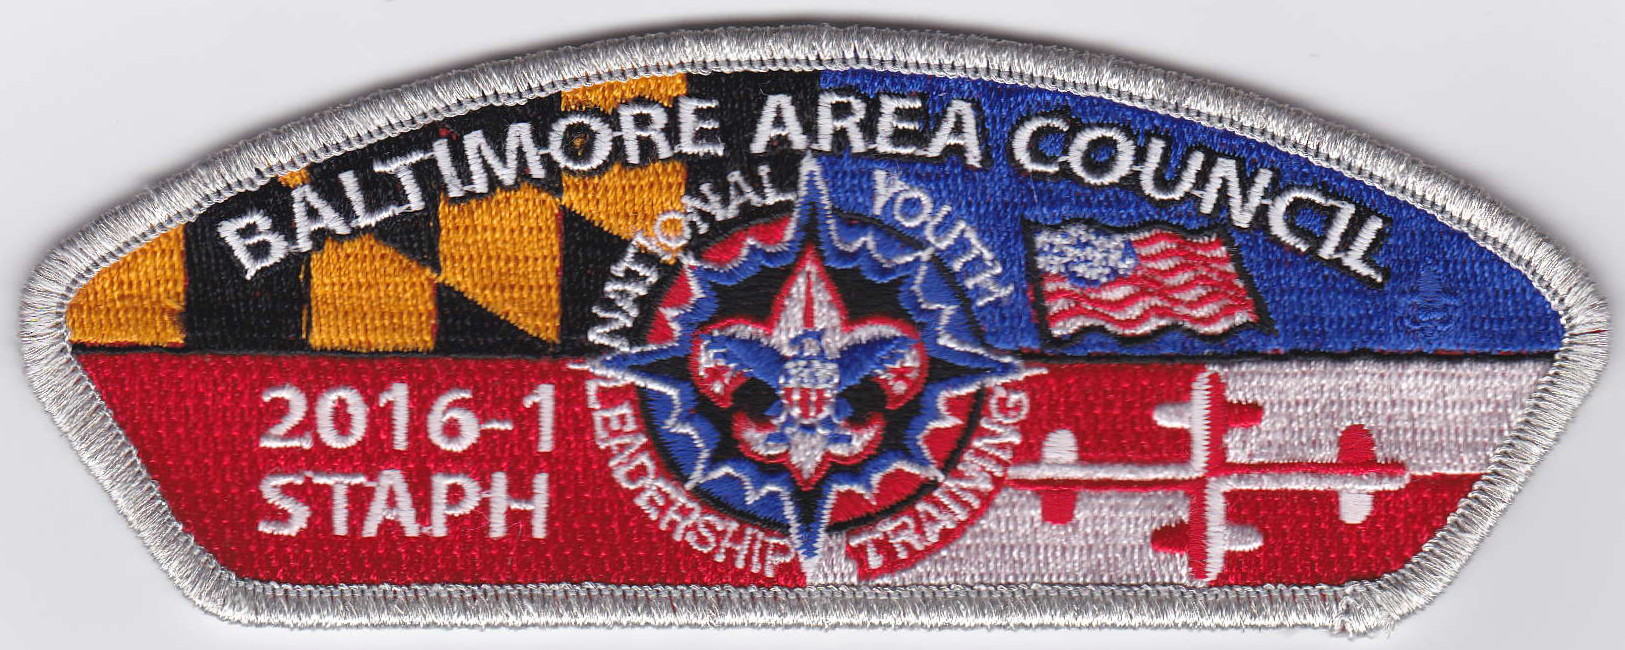 BALTIMORE AREA COUNCIL
NATIONAL YOUTH
LEADERSHIP TRAINING
2016-1
STAPH